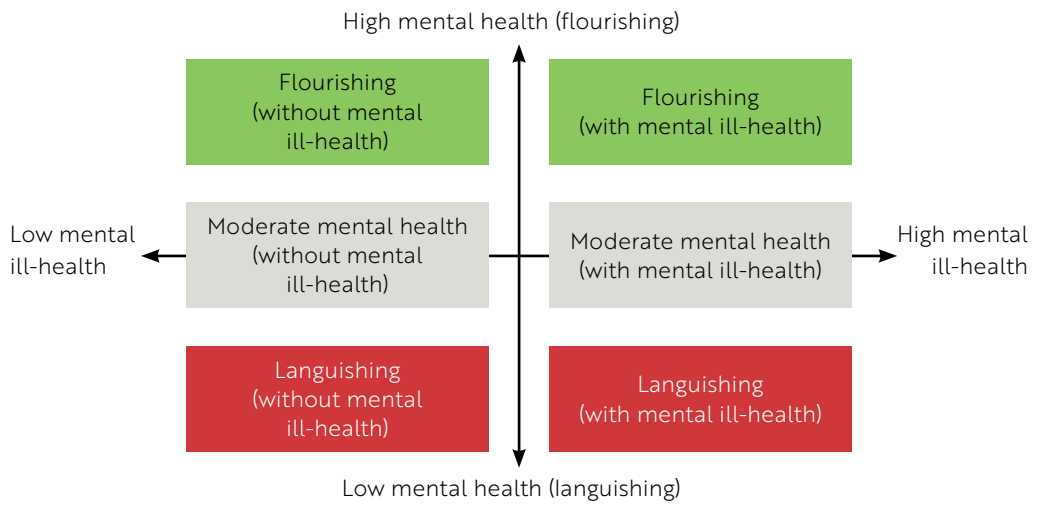 High mental health (flourishing)
Flourishing
(without mental
ill-health)
Flourishing
(with mental ill-health)
Low mental
ill-health
Moderate mental health
(without mental
ill-health)
Moderate mental health
(with mental ill-health)
High mental
ill-health
Languishing
(without mental
ill-health)
Languishing
(with mental ill-health)
Low mental health (languishing)